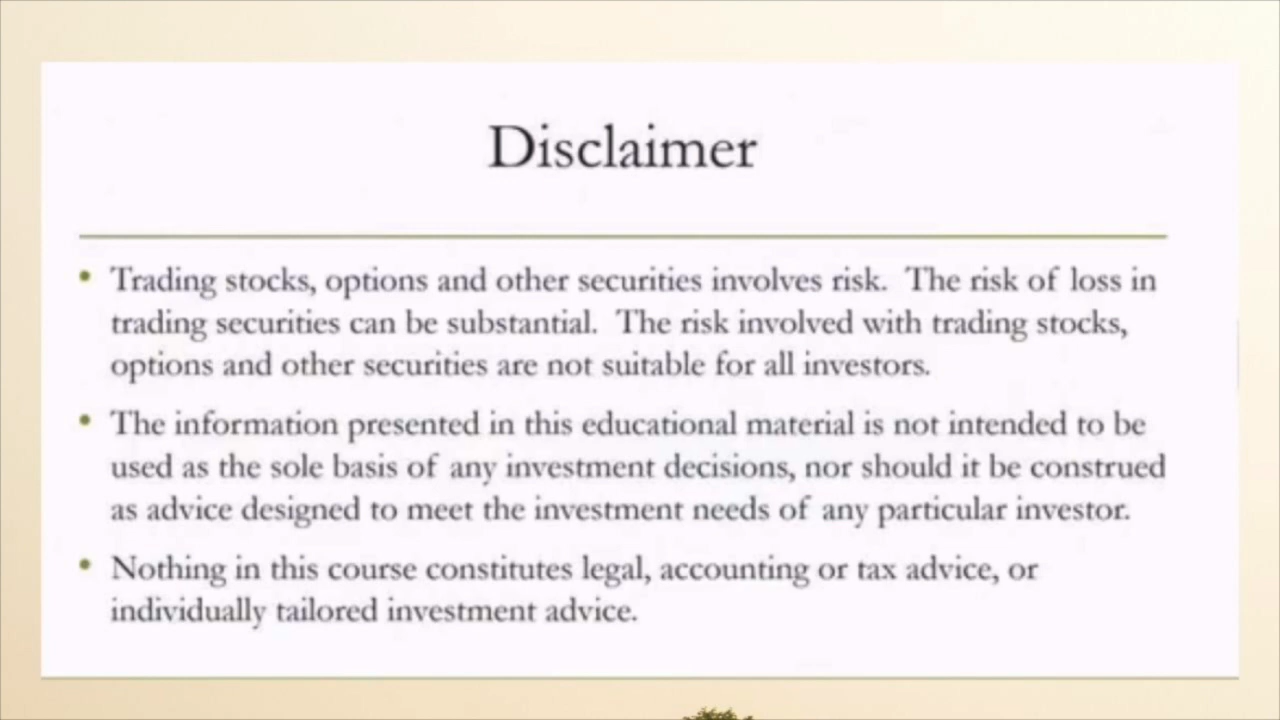 Disclaimer
• Trading stocks, options and other securities involves risk.  The risk of loss in
trading securities can be substantial.  The risk involved with trading stocks,
options and other securities are not suitable for all investors.
• The information presented in this educational material is not intended to be
used as the sole basis of any investment decisions, nor should it be construed
as advice designed to meet the investment needs of any particular investor.
• Nothing in this course constitutes legal, accounting or tax advice, or
individually tailored investment advice.